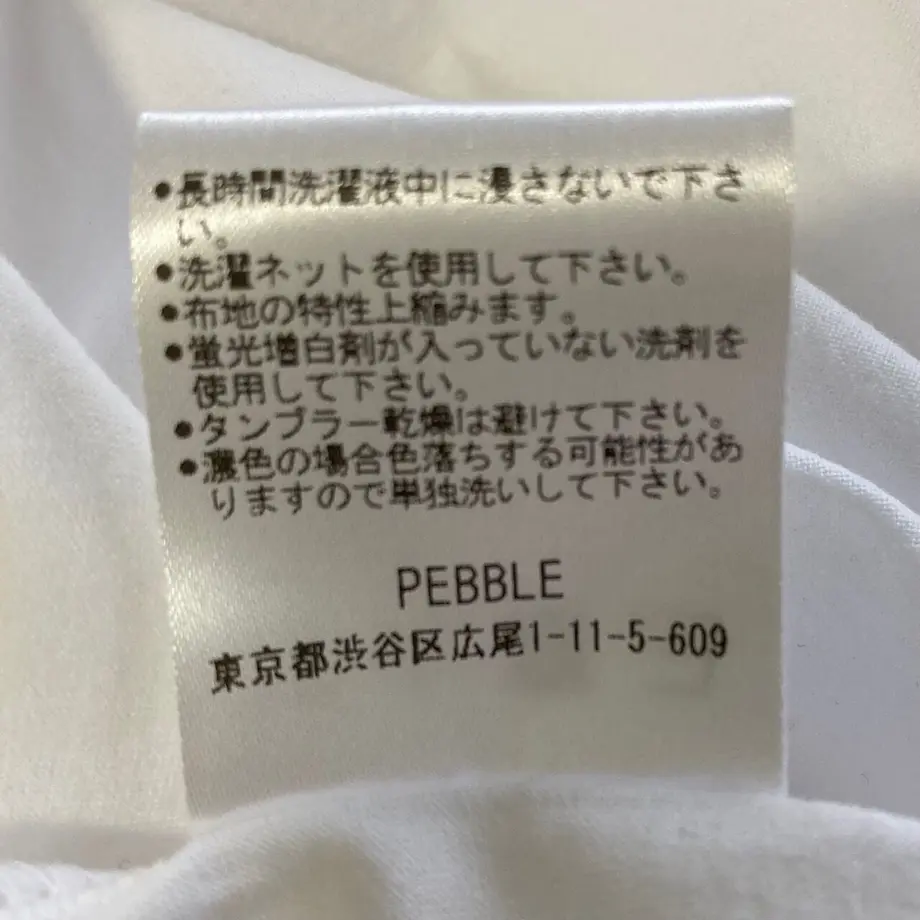 •長時間洗濯液中に浸さないで下さ
い。
•洗濯ネットを使用して下さい。
•布地の特性上縮みます。
•蛍光増白剤が入っていない洗剤を
使用して下さい。
•タンブラー乾燥は避けて下さい。
•濃色の場合色落ちする可能性があ
りますので単独洗いして下さい。
PEBBLE
東京都渋谷区広尾1-11-5-609